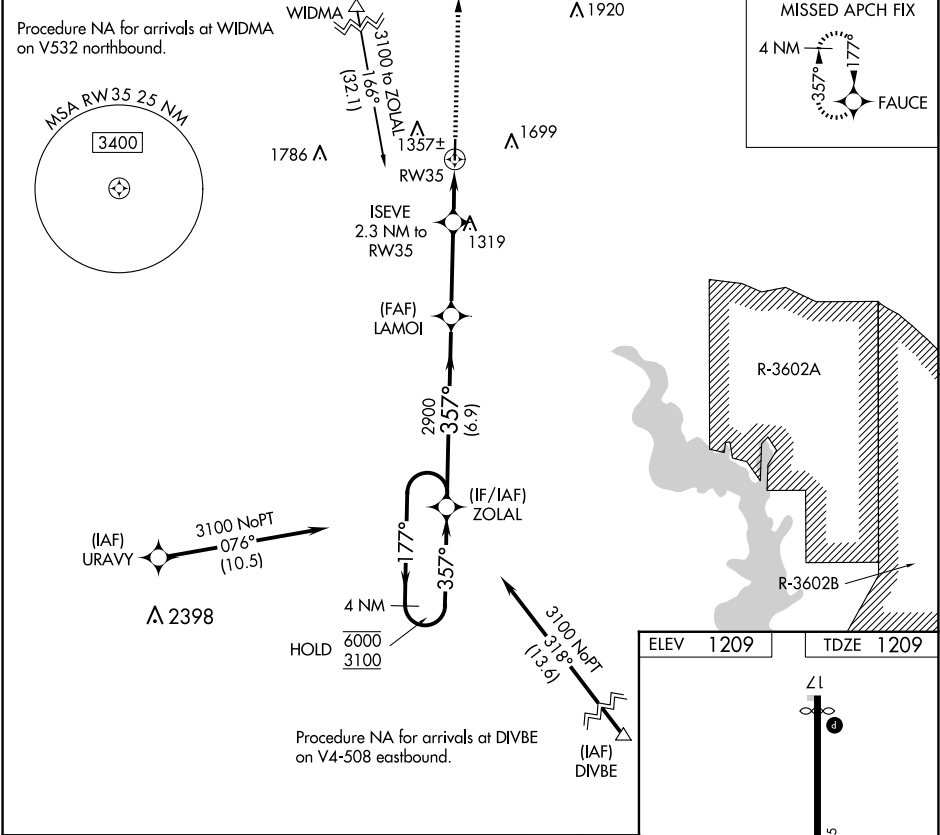 Procedure NA for arrivals at WIDMA
on V532 northbound.
MSA RW35 25 NM
3400
WIDMA
3100 to ZOLAL
166°
(32.1)
1920
MISSED APCH FIX
4 NM
357°
177°
FAUCE
1786
1357±
1699
RW35
ISEVE
2.3 NM to
RW35
1319
(FAF)
LAMOI
2900
357°
(6.9)
R-3602A
(IF/IAF)
ZOLAL
177°
357°
4 NM
HOLD
6000
3100
(IAF)
URAVY
3100 NoPT
076°
(10.5)
2398
3100 NoPT
318°
(13.6)
(IAF)
DIVBE
Procedure NA for arrivals at DIVBE
on V4-508 eastbound.
R-3602B
ELEV 1209
TDZE 1209
17
P